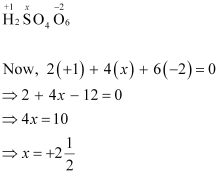 +1 x −2
H₂ S O₄ O₆
Now, 2(+1) + 4(x) + 6(−2) = 0
⇒ 2 + 4x − 12 = 0
⇒ 4x = 10
⇒ x = +2 1/2